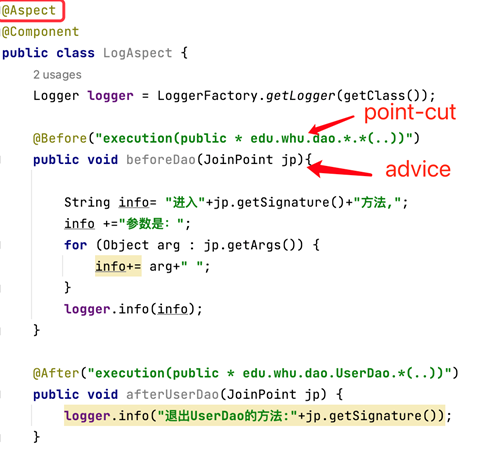 @Aspect
@Component
public class LogAspect {
2 usages
Logger logger = LoggerFactory.getLogger(getClass());
point-cut
@Before("execution(public * edu.whu.dao.*.*(..))")
public void beforeDao(JoinPoint jp){
advice
String info= "进入"+jp.getSignature()+"方法,";
info +="参数是: ";
for (Object arg : jp.getArgs()) {
info+= arg+" ";
}
logger.info(info);
}
@After("execution(public * edu.whu.dao.UserDao.*(..))")
public void afterUserDao(JoinPoint jp) {
logger.info("退出UserDao的方法:"+jp.getSignature());
}